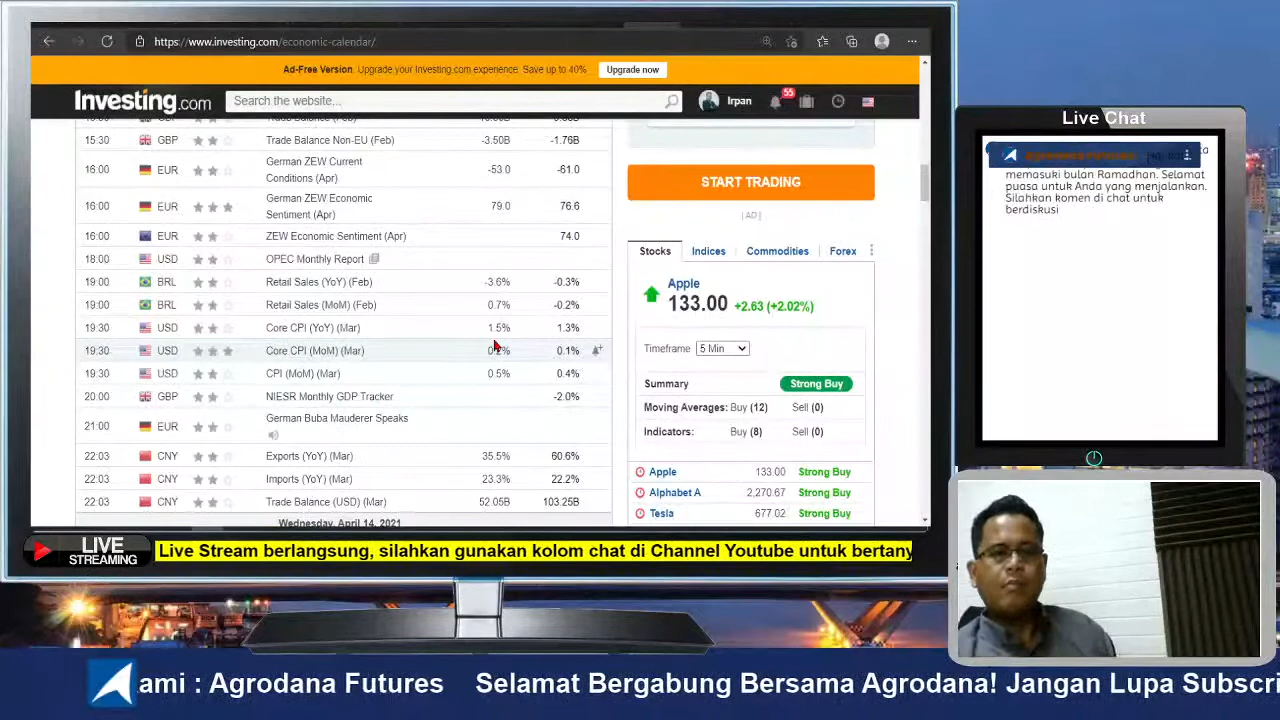 https://www.investing.com/economic-calendar/
Ad-Free Version. Upgrade your Investing.com experience. Save up to 40%
Upgrade now
Investing.com
Search the website...
Irpan
55
15:30 GBP Trade Balance Non-EU (Feb) -3.50B -1.76B
16:00 EUR German ZEW Current Conditions (Apr) -53.0 -61.0
16:00 EUR German ZEW Economic Sentiment (Apr) 79.0 76.6
16:00 EUR ZEW Economic Sentiment (Apr) 74.0
18:00 USD OPEC Monthly Report
19:00 BRL Retail Sales (YoY) (Feb) -3.6% -0.3%
19:00 BRL Retail Sales (MoM) (Feb) 0.7% -0.2%
19:30 USD Core CPI (YoY) (Mar) 1.5% 1.3%
19:30 USD Core CPI (MoM) (Mar) 0.2% 0.1%
19:30 USD CPI (MoM) (Mar) 0.5% 0.4%
20:00 GBP NIESR Monthly GDP Tracker -2.0%
21:00 EUR German Buba Mauderer Speaks
22:03 CNY Exports (YoY) (Mar) 35.5% 60.6%
22:03 CNY Imports (YoY) (Mar) 23.3% 22.2%
22:03 CNY Trade Balance (USD) (Mar) 52.05B 103.25B
Wednesday, April 14, 2021
START TRADING
[ AD ]
Stocks Indices Commodities Forex
Apple
133.00 +2.63 (+2.02%)
Timeframe 5 Min
Summary Strong Buy
Moving Averages: Buy (12) Sell (0)
Indicators: Buy (8) Sell (0)
Apple 133.00 Strong Buy
Alphabet A 2,270.67 Strong Buy
Tesla 677.02 Strong Buy
Live Chat
memasuki bulan Ramadhan. Selamat
puasa untuk Anda yang menjalankan.
Silahkan komen di chat untuk
berdiskusi
LIVE
STREAMING
Live Stream berlangsung, silahkan gunakan kolom chat di Channel Youtube untuk bertany
ami : Agrodana Futures Selamat Bergabung Bersama Agrodana! Jangan Lupa Subscri